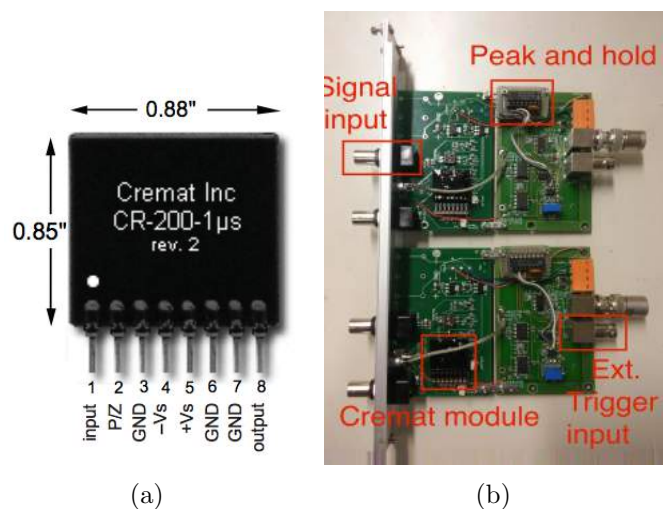 0.88"
0.85"
Cremat Inc
CR-200-1µs
rev. 2
1 2 3 4 5 6 7 8
input P/Z GND –Vs +Vs GND GND output
(a)
Peak and hold
Signal
input
Cremat module
Ext.
Trigger
input
(b)